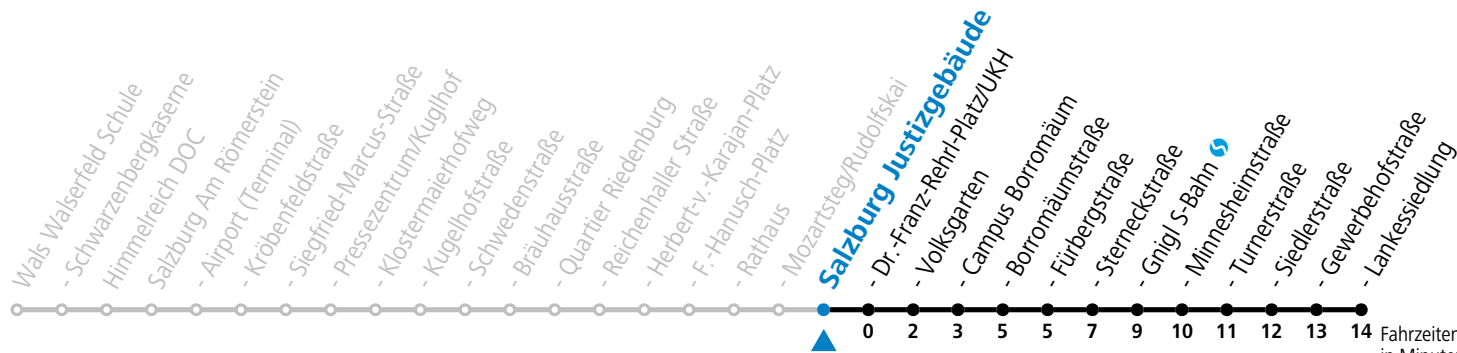 Wals Walserfeld Schule
- Schwarzenbergkaserne
Himmelreich DOC
Salzburg Am Römerstein
- Airport (Terminal)
- Kröbenfeldstraße
- Siegfried-Marcus-Straße
- Pressezentrum/Kuglhof
- Klostermaierhofweg
- Kugelhofstraße
- Schwedenstraße
- Bräuhausstraße
- Quartier Riedenburg
- Reichenhaller Straße
- Herbert-v.-Karajan-Platz
- F.-Hanusch-Platz
- Rathaus
- Mozartsteg/Rudolfskai
Salzburg Justizgebäude
- Dr.-Franz-Rehrl-Platz/UKH
- Volksgarten
- Campus Borromäum
- Borromäumstraße
- Fürbergstraße
- Sterneckstraße
- Gnigl S-Bahn
- Minnesheimstraße
- Turnerstraße
- Siedlerstraße
- Gewerbehofstraße
- Lankessiedlung
0 2 3 5 5 7 9 10 11 12 13 14 Fahrzeiten
in Minuten